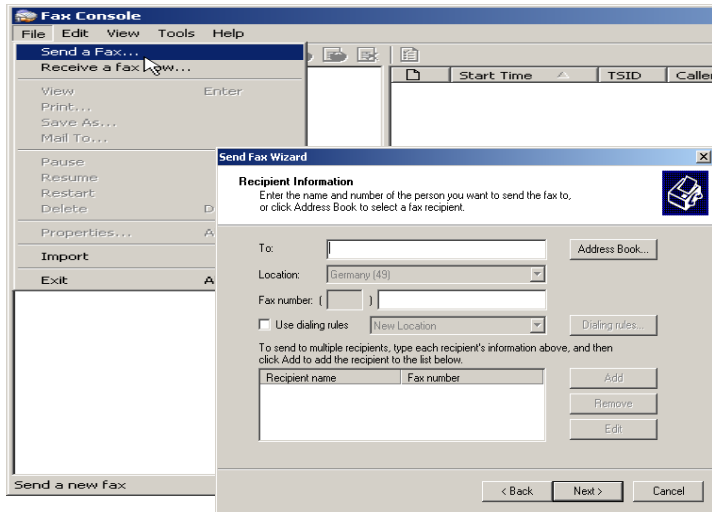 Fax Console
File Edit View Tools Help
Send a Fax...
Receive a fax now...
View Enter
Print...
Save As...
Mail To...
Pause
Resume
Restart
Delete D
Properties... A
Import
Exit A
Send a new fax
Start Time TSID Caller
Send Fax Wizard
Recipient Information
Enter the name and number of the person you want to send the fax to,
or click Address Book to select a fax recipient.
To: Address Book...
Location: Germany (49)
Fax number: ( )
Use dialing rules New Location Dialing rules...
To send to multiple recipients, type each recipient's information above, and then
click Add to add the recipient to the list below.
Recipient name Fax number
Add
Remove
Edit
< Back Next > Cancel